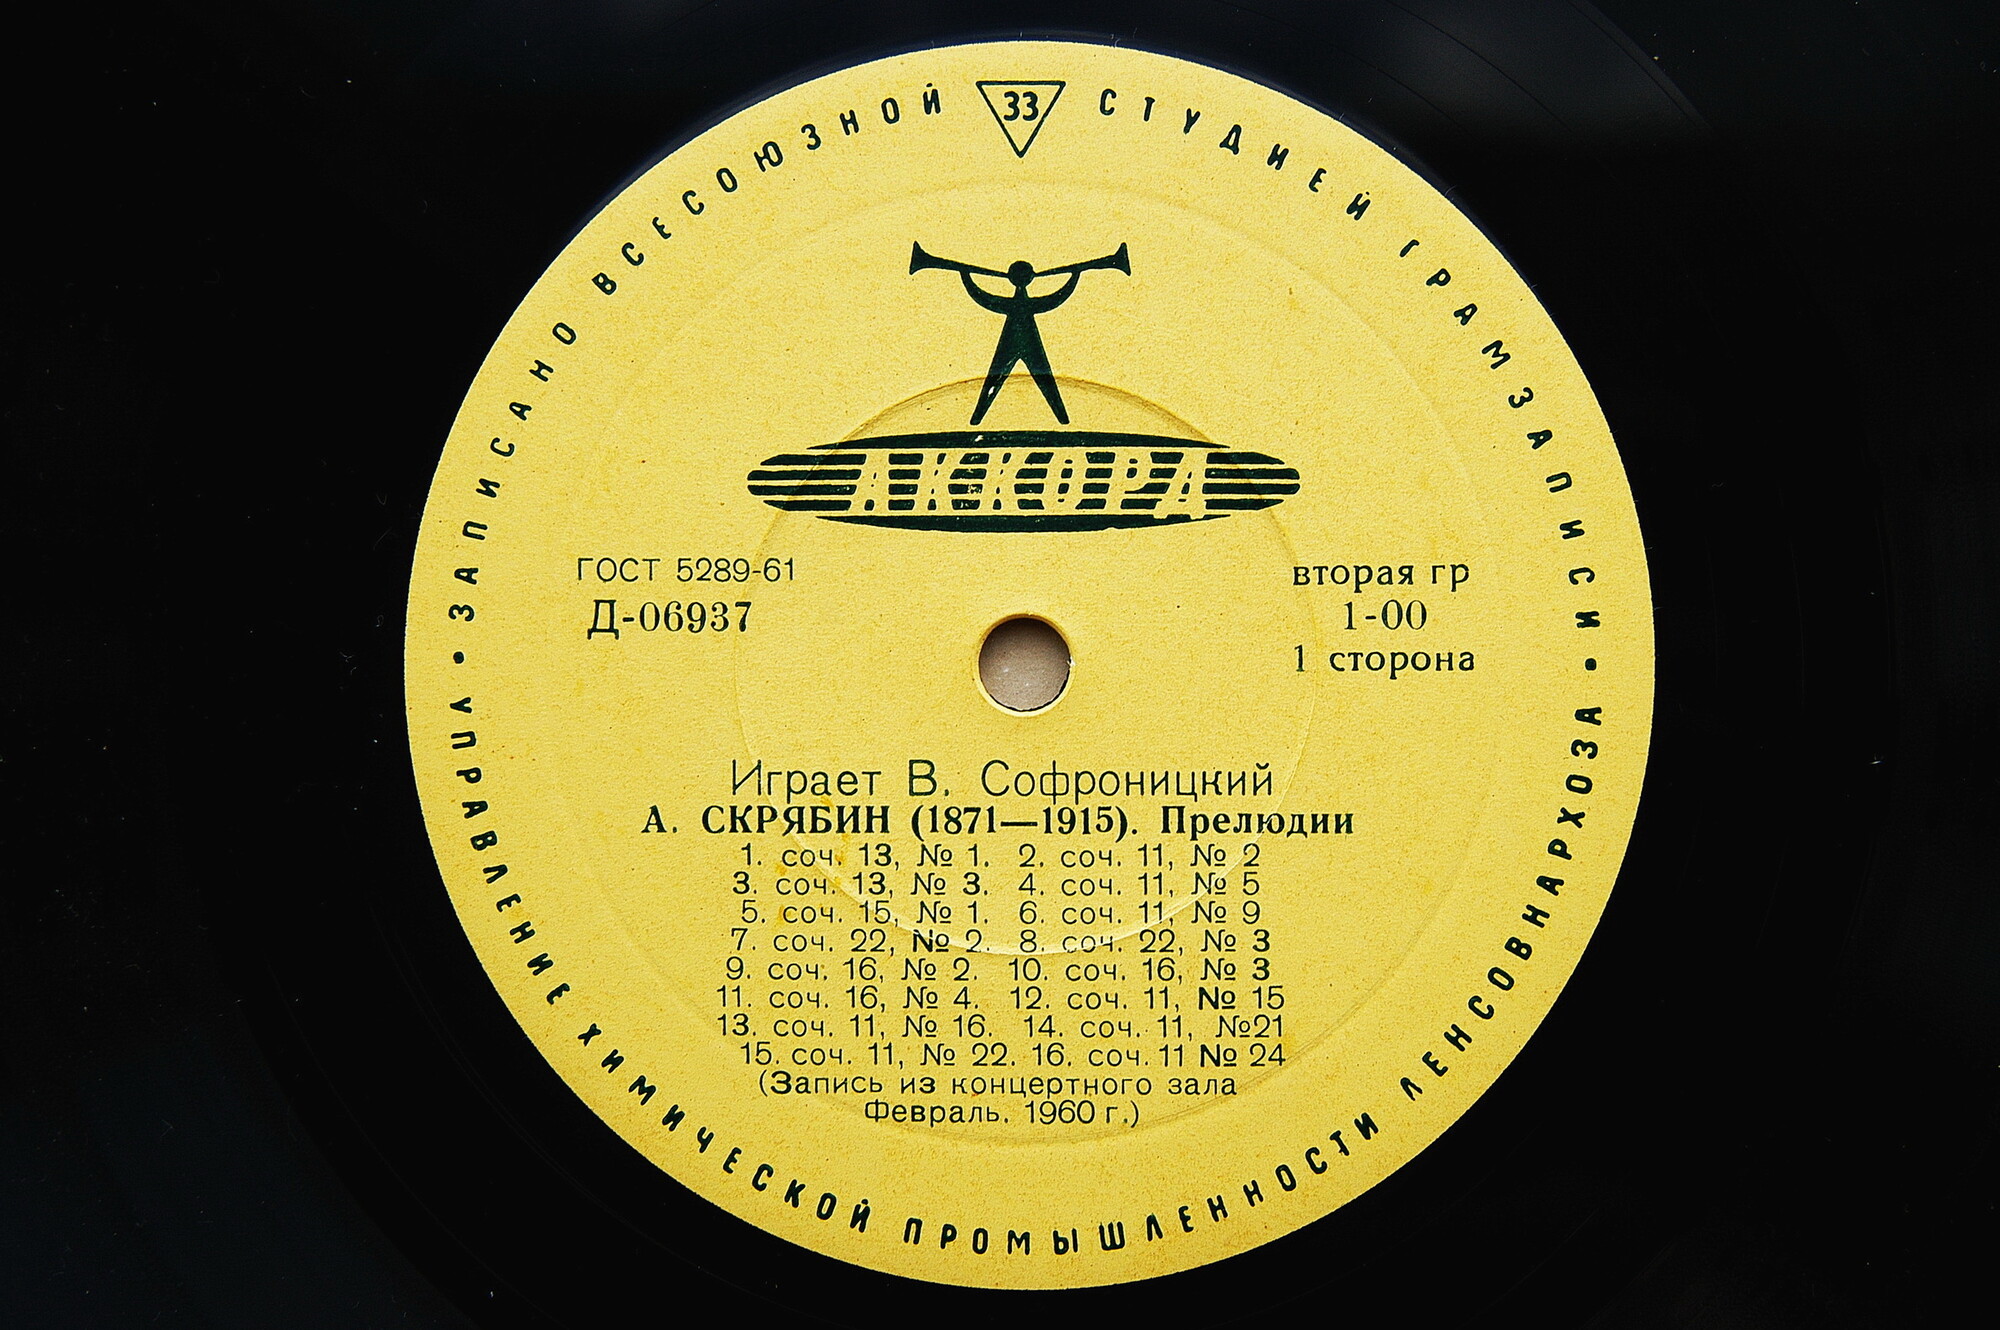 ЗАПИСАНО ВСЕСОЮЗНОЙ СТУДИЕЙ ГРАМЗАПИСИ •
33
АККОРД
ГОСТ 5289-61
Д-06937
вторая гр
1-00
1 сторона
Играет В. Софроницкий
А. СКРЯБИН (1871—1915). Прелюдии
1. соч. 13, № 1. 2. соч. 11, № 2
3. соч. 13, № 3. 4. соч. 11, № 5
5. соч. 15, № 1. 6. соч. 11, № 9
7. соч. 22, № 2. 8. соч. 22, № 3
9. соч. 16, № 2. 10. соч. 16, № 3
11. соч. 16, № 4. 12. соч. 11, № 15
13. соч. 11, № 16. 14. соч. 11, №21
15. соч. 11, № 22. 16. соч. 11 № 24
(Запись из концертного зала
Февраль. 1960 г.)
УПАРАВЛЕНИЕ ХИМИЧЕСКОЙ ПРОМЫШЛЕННОСТИ ЛЕНСОВНАРХОЗА •